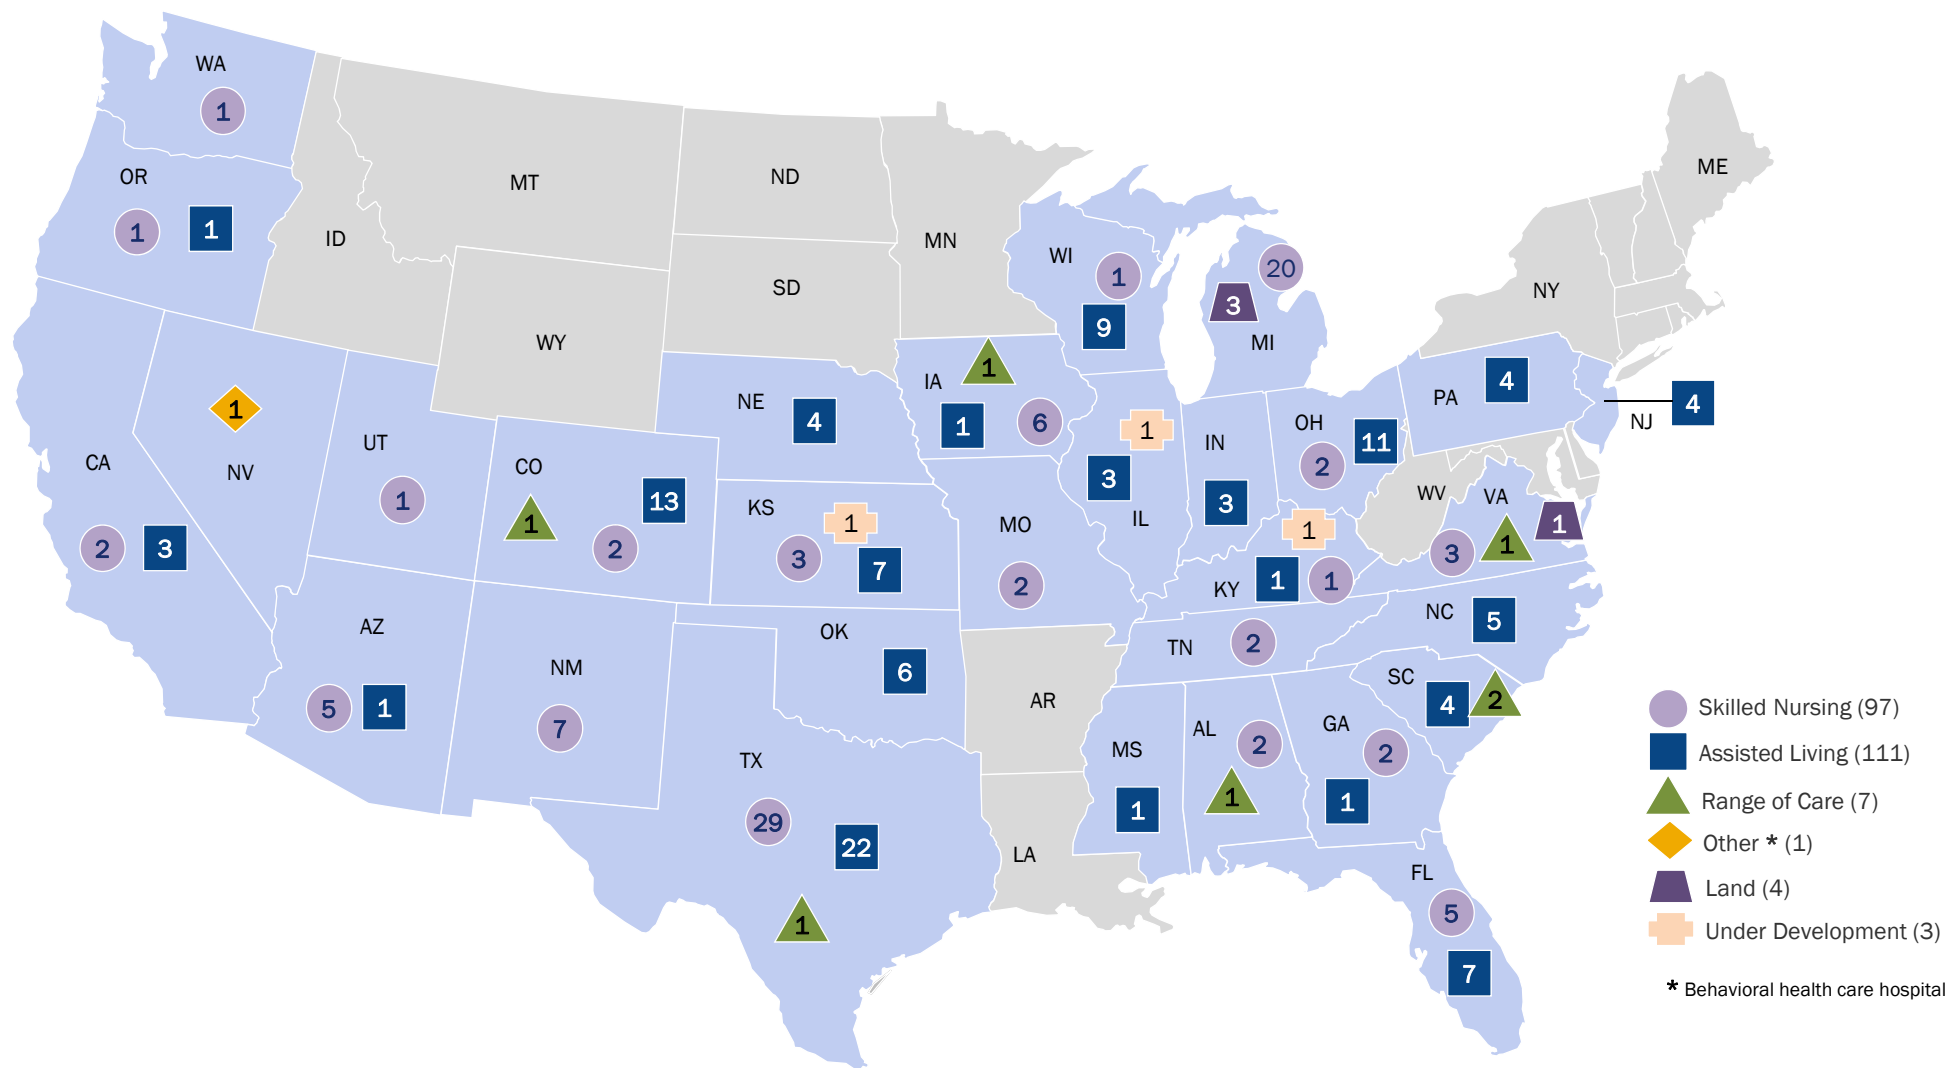 WA
1
OR
1
1
ID
MT
ND
MN
SD
WY
WI
1
9
20
3
MI
ME
NY
NV
1
CA
2
3
UT
1
CO
1
2
13
NE
4
IA
1
1
6
KS
1
3
7
MO
2
IL
1
3
IN
3
OH
2
11
PA
4
NJ
4
WV
VA
3
1
1
KY
1
1
1
TN
2
NC
5
SC
4
2
AZ
5
1
NM
7
OK
6
AR
TX
29
22
1
LA
MS
1
AL
2
1
GA
2
1
FL
5
7
Skilled Nursing (97)
Assisted Living (111)
Range of Care (7)
Other * (1)
Land (4)
Under Development (3)
* Behavioral health care hospital